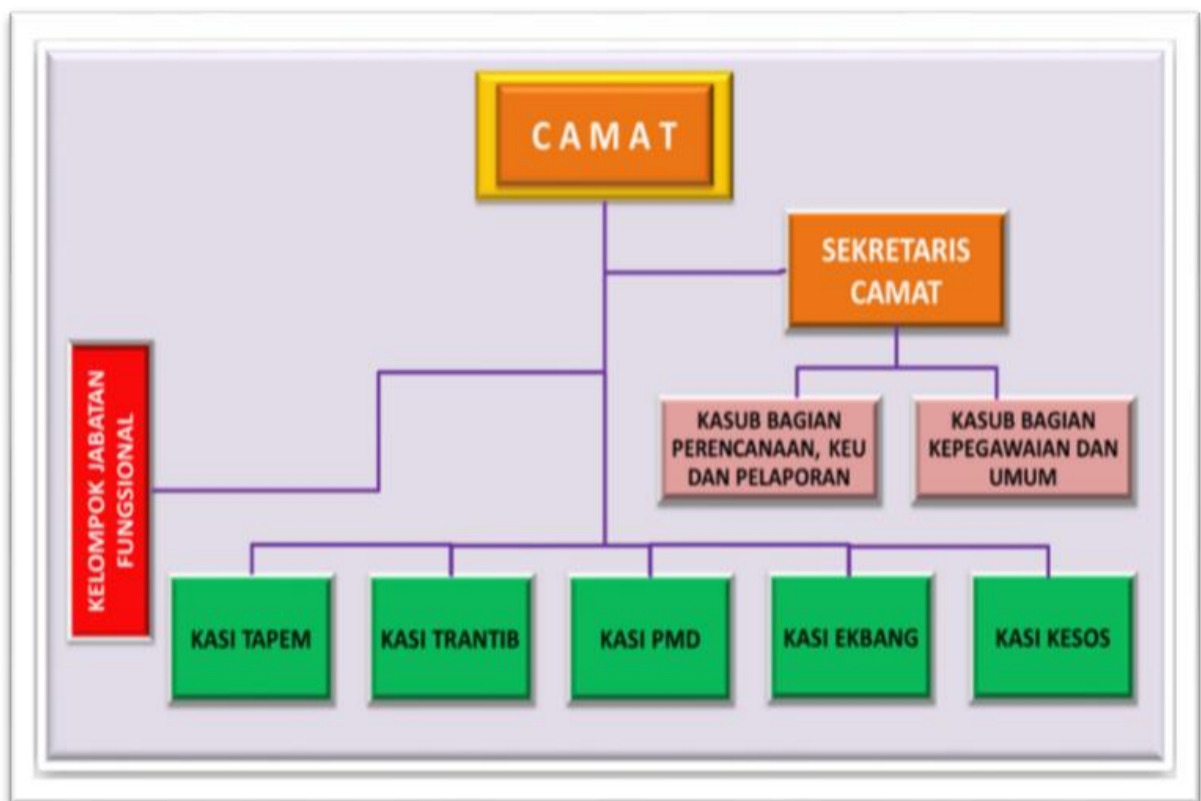 C A M A T
SEKRETARIS
CAMAT
KELOMPOK JABATAN
FUNGSIONAL
KASUB BAGIAN
PERENCANAAN, KEU
DAN PELAPORAN
KASUB BAGIAN
KEPEGAWAIAN DAN
UMUM
KASI TAPEM
KASI TRANTIB
KASI PMD
KASI EKBANG
KASI KESOS